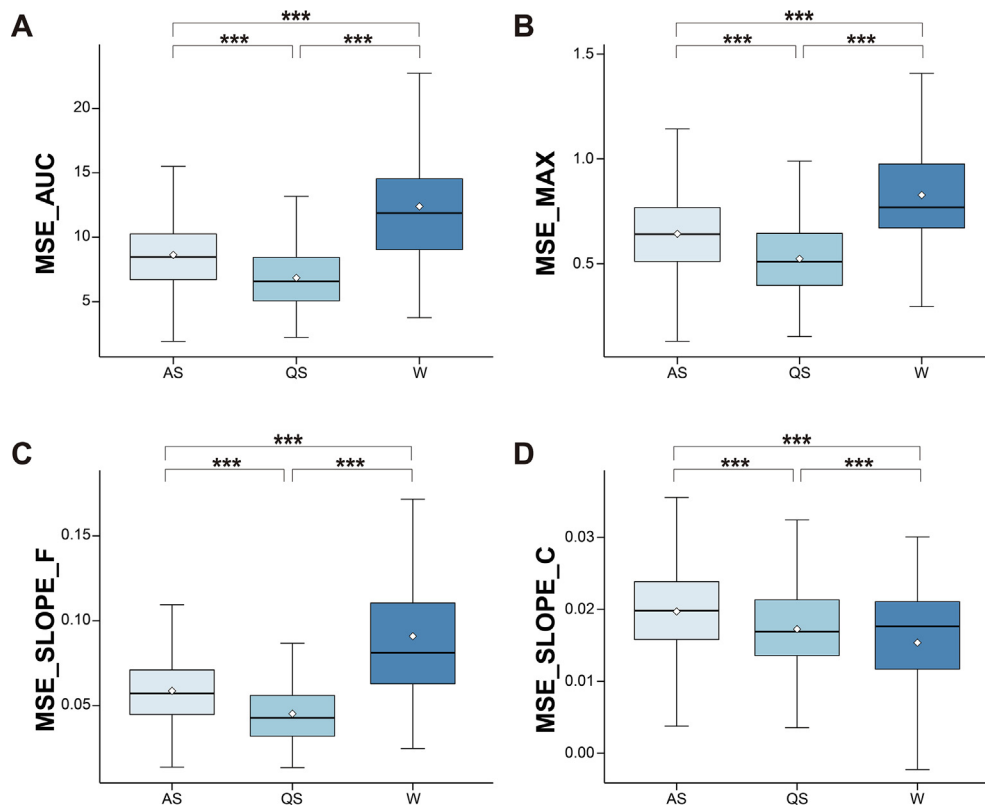 A
***
***
***
MSE_AUC
20
15
10
5
AS
QS
W
B
***
***
***
MSE_MAX
1.5
1.0
0.5
AS
QS
W
C
***
***
***
MSE_SLOPE_F
0.15
0.10
0.05
AS
QS
W
D
***
***
***
MSE_SLOPE_C
0.03
0.02
0.01
0.00
AS
QS
W